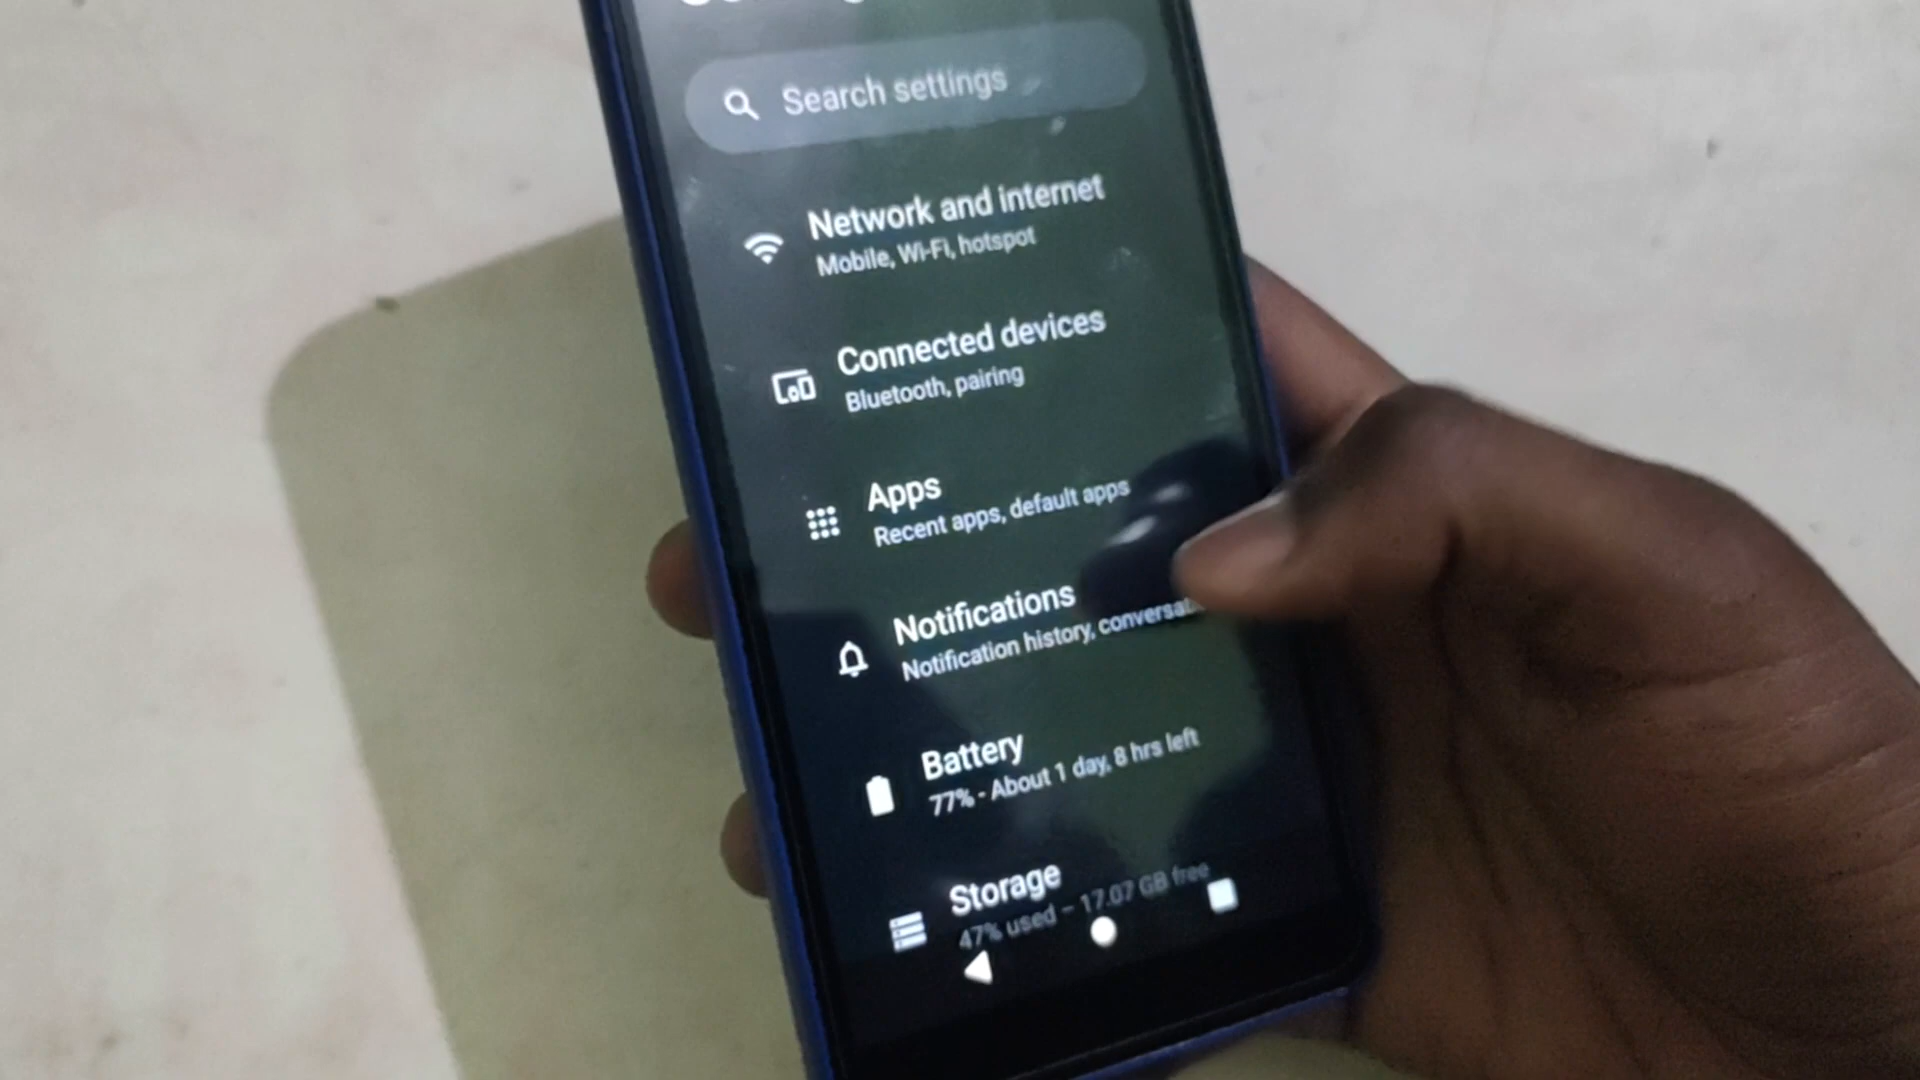 Search settings
Network and internet
Mobile, Wi-Fi, hotspot
Connected devices
Bluetooth, pairing
Apps
Recent apps, default apps
Notifications
Notification history,
Battery
77% - About 1 day, 8 hrs left
Storage
47% used – 17.07 GB free